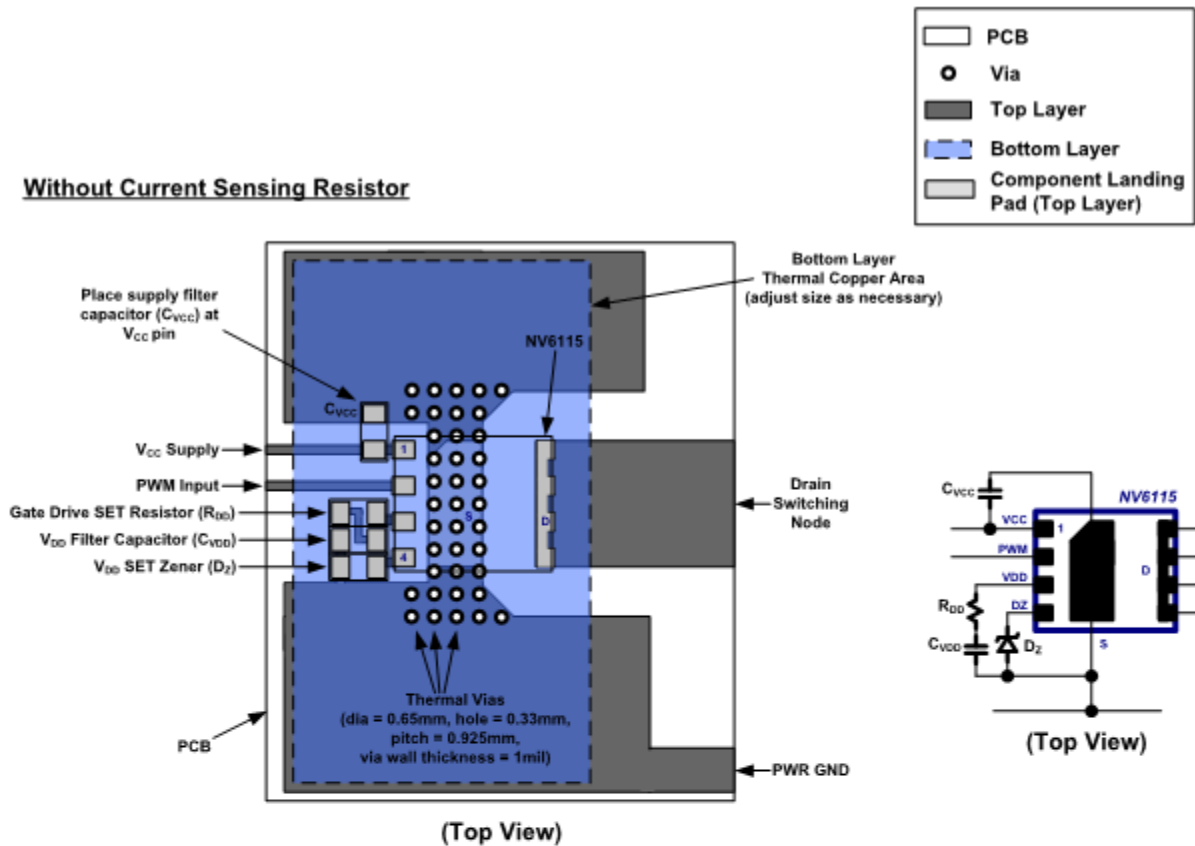 PCB
Via
Top Layer
Bottom Layer
Component Landing
Pad (Top Layer)
Without Current Sensing Resistor
Bottom Layer
Thermal Copper Area
(adjust size as necessary)
Place supply filter
capacitor (CVCC) at
VCC pin
NV6115
CVCC
VCC Supply
1
PWM Input
Gate Drive SET Resistor (RDD)
VDD Filter Capacitor (CVDD)
VDD SET Zener (DZ)
4
S
D
Drain
Switching
Node
Thermal Vias
(dia = 0.65mm, hole = 0.33mm,
pitch = 0.925mm,
via wall thickness = 1mil)
PCB
PWR GND
(Top View)
CVCC
NV6115
VCC
1
PWM
VDD
D
DZ
RDD
CVDD
DZ
S
(Top View)